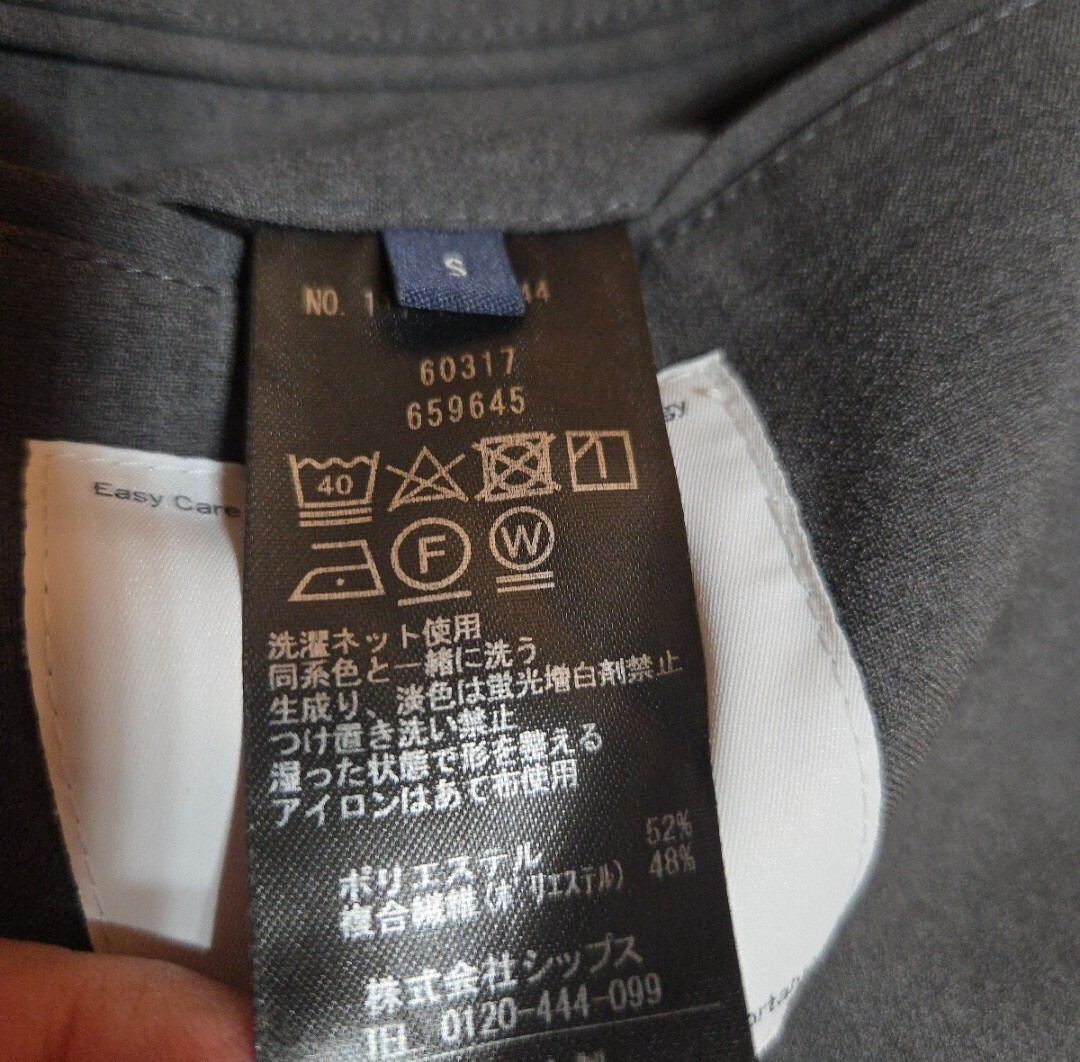 S
NO. 1 44
60317
659645
40
F
W
洗濯ネット使用
同系色と一緒に洗う
生成り、淡色は蛍光増白剤禁止
つけ置き洗い禁止
湿った状態で形を整える
アイロンはあて布使用
ポリエステル 52%
複合繊維(ポリエステル) 48%
株式会社シップス
0120-444-099
Easy Care